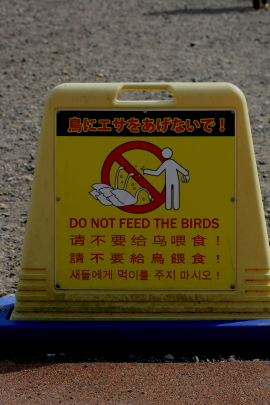 鳥にエサをあげないで！
DO NOT FEED THE BIRDS
请不要给鸟喂食！
請不要給鳥餵食！
새들에게 먹이를 주지 마시오!